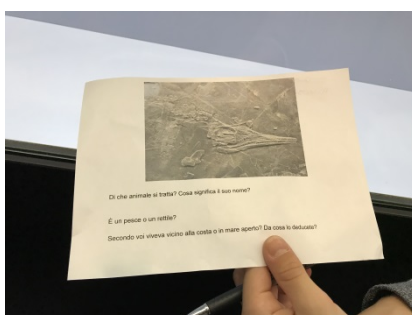 Di che animale si tratta? Cosa significa il suo nome?
È un pesce o un rettile?
Secondo voi viveva vicino alla costa o in mare aperto? Da cosa lo deducete?